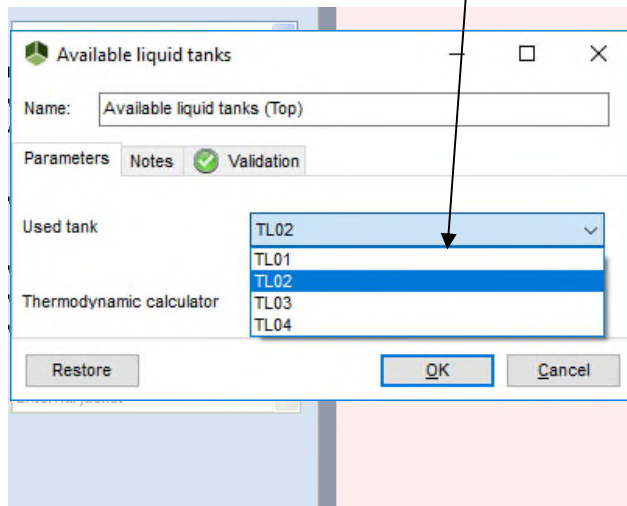 Available liquid tanks
Name: Available liquid tanks (Top)
Parameters Notes Validation
Used tank TL02
TL01
TL02
Thermodynamic calculator TL03
TL04
Restore OK Cancel